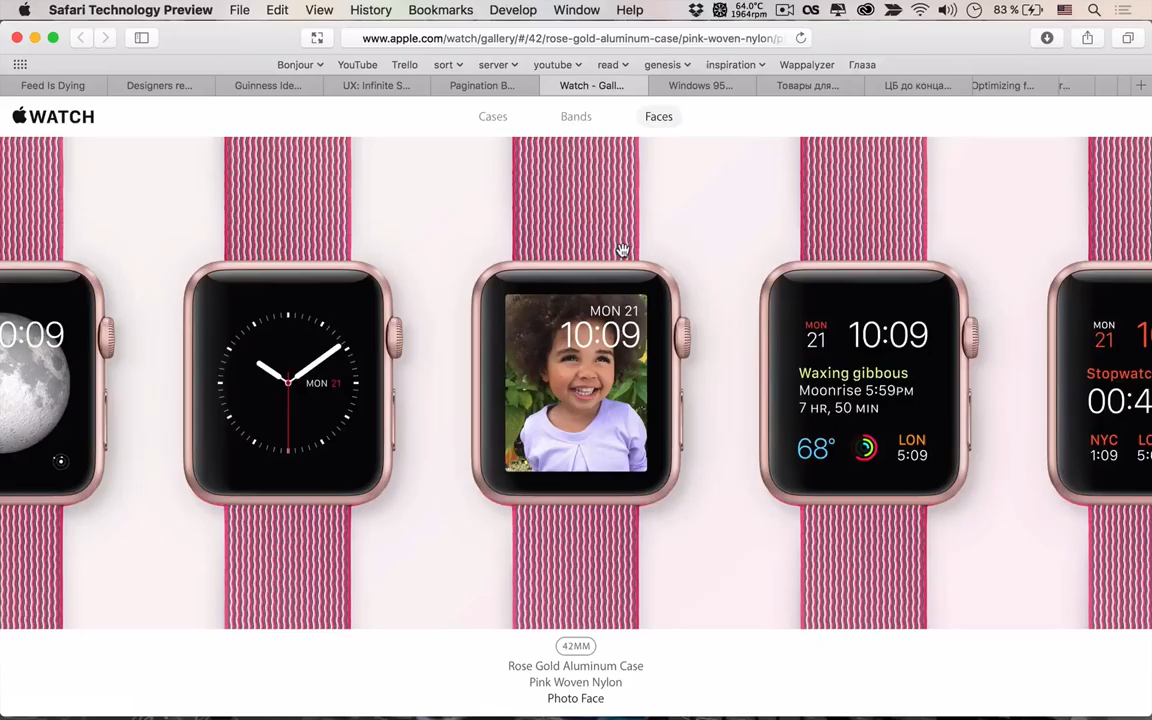 Safari Technology Preview File Edit View History Bookmarks Develop Window Help 64.0°C 1964rpm 83 %
www.apple.com/watch/gallery/#/42/rose-gold-aluminum-case/pink-woven-nylon/p
Bonjour YouTube Trello sort server youtube read genesis inspiration Wappalyzer Глаза
Feed Is Dying Designers re... Guinness Ide... UX: Infinite S... Pagination B... Watch - Gall... Windows 95... Товары для... ЦБ до конца... Optimizing f... r...
WATCH Cases Bands Faces
0:09
MON 21
MON 21
10:09
MON
21 10:09
Waxing gibbous
Moonrise 5:59PM
7 HR, 50 MIN
68° LON
5:09
MON
21 1
Stopwatc
00:4
NYC
1:09
42MM
Rose Gold Aluminum Case
Pink Woven Nylon
Photo Face